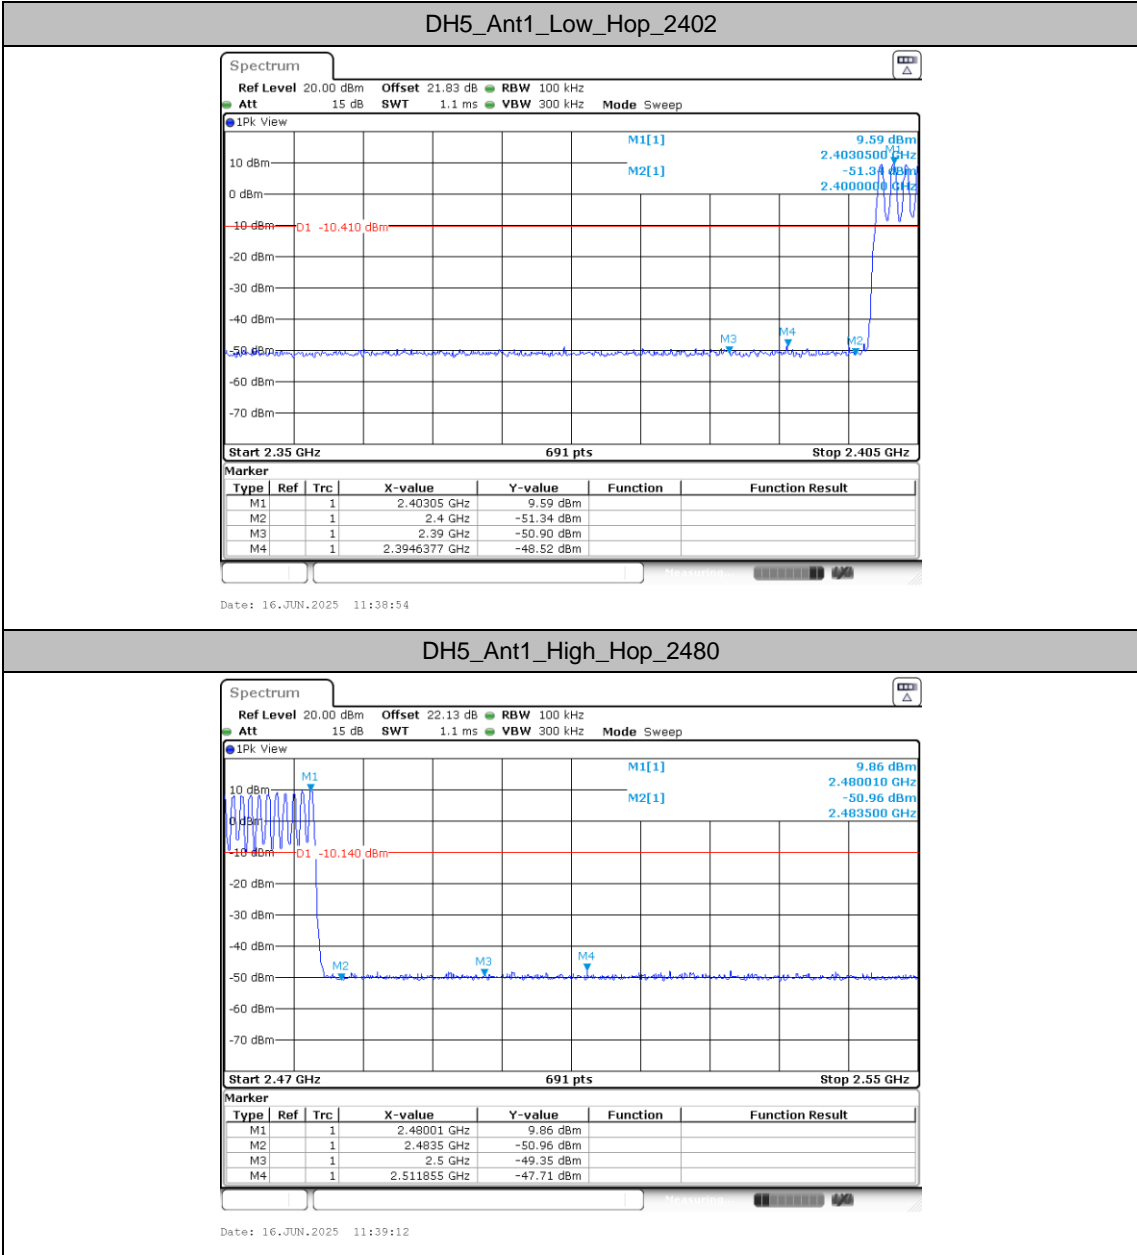 DH5_Ant1_Low_Hop_2402
Spectrum
Ref Level 20.00 dBm Offset 21.83 dB RBW 100 kHz
Att 15 dB SWT 1.1 ms VBW 300 kHz Mode Sweep
1Pk View
M1[1] 9.59 dBm
2.4030500 GHz
M2[1] -51.34 dBm
2.4000000 GHz
M1
10 dBm
0 dBm
-10 dBm
D1 -10.410 dBm
-20 dBm
-30 dBm
-40 dBm
M3 M4 M2
-50 dBm
-60 dBm
-70 dBm
Start 2.35 GHz 691 pts Stop 2.405 GHz
Marker
Type Ref Trc X-value Y-value Function Function Result
M1 1 2.40305 GHz 9.59 dBm
M2 1 2.4 GHz -51.34 dBm
M3 1 2.39 GHz -50.90 dBm
M4 1 2.3946377 GHz -48.52 dBm
Measuring...
Date: 16.JUN.2025 11:38:54
DH5_Ant1_High_Hop_2480
Spectrum
Ref Level 20.00 dBm Offset 22.13 dB RBW 100 kHz
Att 15 dB SWT 1.1 ms VBW 300 kHz Mode Sweep
1Pk View
M1[1] 9.86 dBm
2.480010 GHz
M2[1] -50.96 dBm
2.483500 GHz
M1
10 dBm
0 dBm
-10 dBm
D1 -10.140 dBm
-20 dBm
-30 dBm
-40 dBm
M2 M3 M4
-50 dBm
-60 dBm
-70 dBm
Start 2.47 GHz 691 pts Stop 2.55 GHz
Marker
Type Ref Trc X-value Y-value Function Function Result
M1 1 2.48001 GHz 9.86 dBm
M2 1 2.4835 GHz -50.96 dBm
M3 1 2.5 GHz -49.35 dBm
M4 1 2.511855 GHz -47.71 dBm
Measuring...
Date: 16.JUN.2025 11:39:12